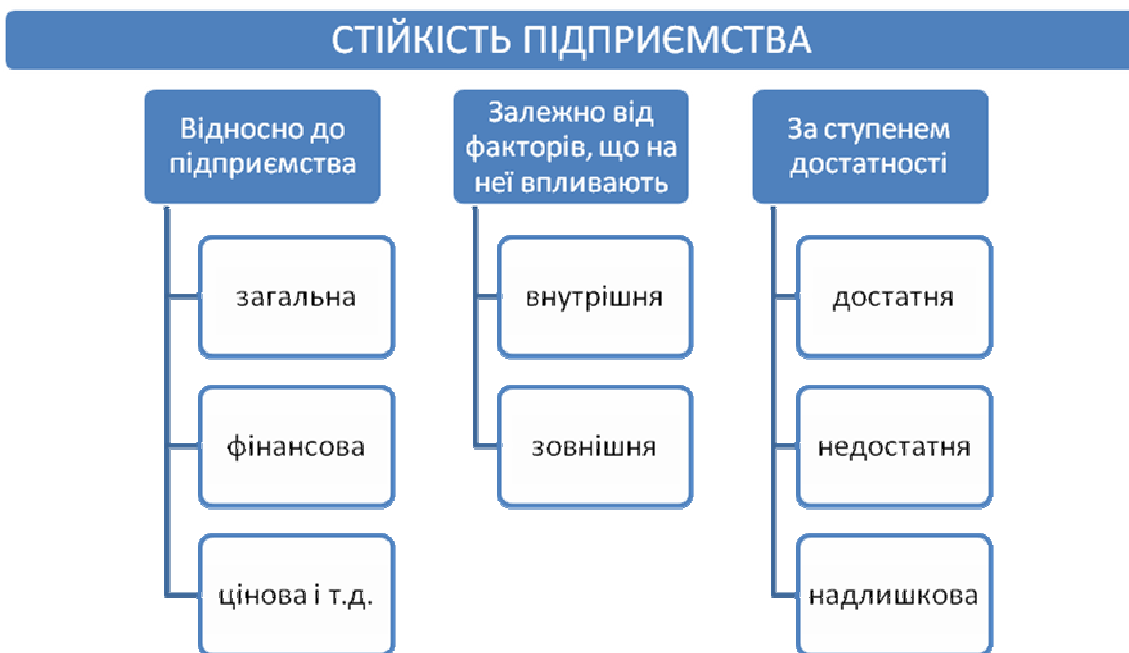 СТІЙКІСТЬ ПІДПРИЄМСТВА
Відносно до
підприємства
загальна
фінансова
цінова і т.д.
Залежно від
факторів, що на
неї впливають
внутрішня
зовнішня
За ступенем
достатності
достатня
недостатня
надлишкова